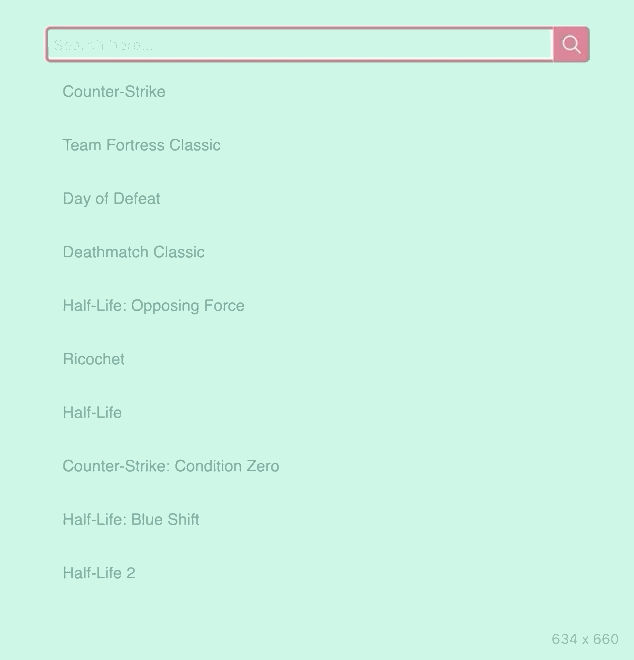 Search here...
Counter-Strike
Team Fortress Classic
Day of Defeat
Deathmatch Classic
Half-Life: Opposing Force
Ricochet
Half-Life
Counter-Strike: Condition Zero
Half-Life: Blue Shift
Half-Life 2
634 x 660